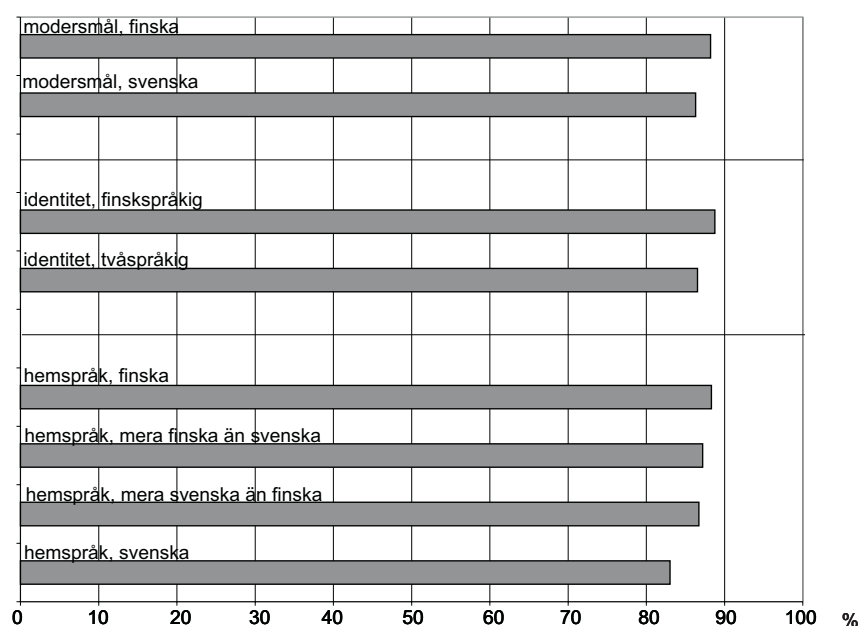 modersmål, finska
modersmål, svenska
identitet, finskspråkig
identitet, tvåspråkig
hemspråk, finska
hemspråk, mera finska än svenska
hemspråk, mera svenska än finska
hemspråk, svenska
0 10 20 30 40 50 60 70 80 90 100 %